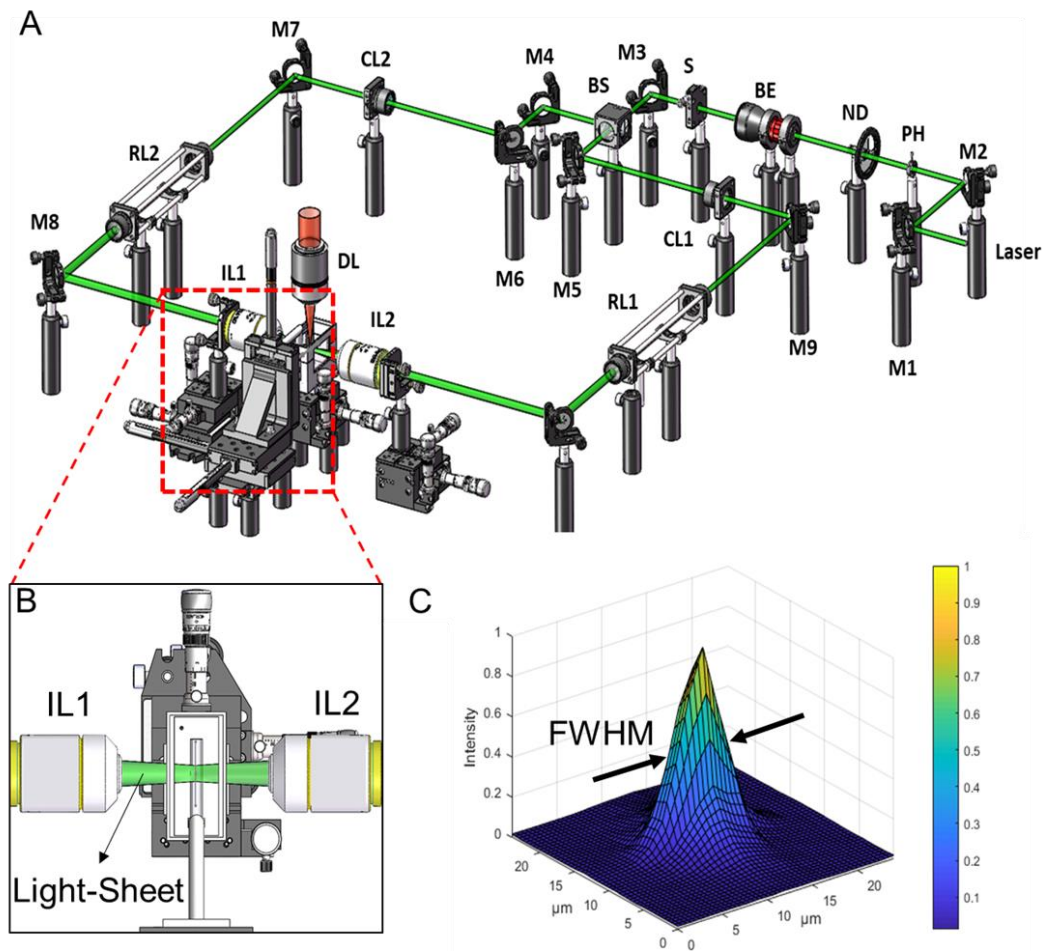 A
M7
CL2
M4
BS
M3
S
BE
ND
PH
M2
RL2
M8
IL1
DL
IL2
M6
M5
CL1
RL1
M9
M1
Laser
B
IL1
IL2
Light-Sheet
C
1
0.8
0.6
0.4
0.2
0
Intensity
FWHM
20
15
10
5
0
µm
0
5
10
15
20
µm
1
0.9
0.8
0.7
0.6
0.5
0.4
0.3
0.2
0.1